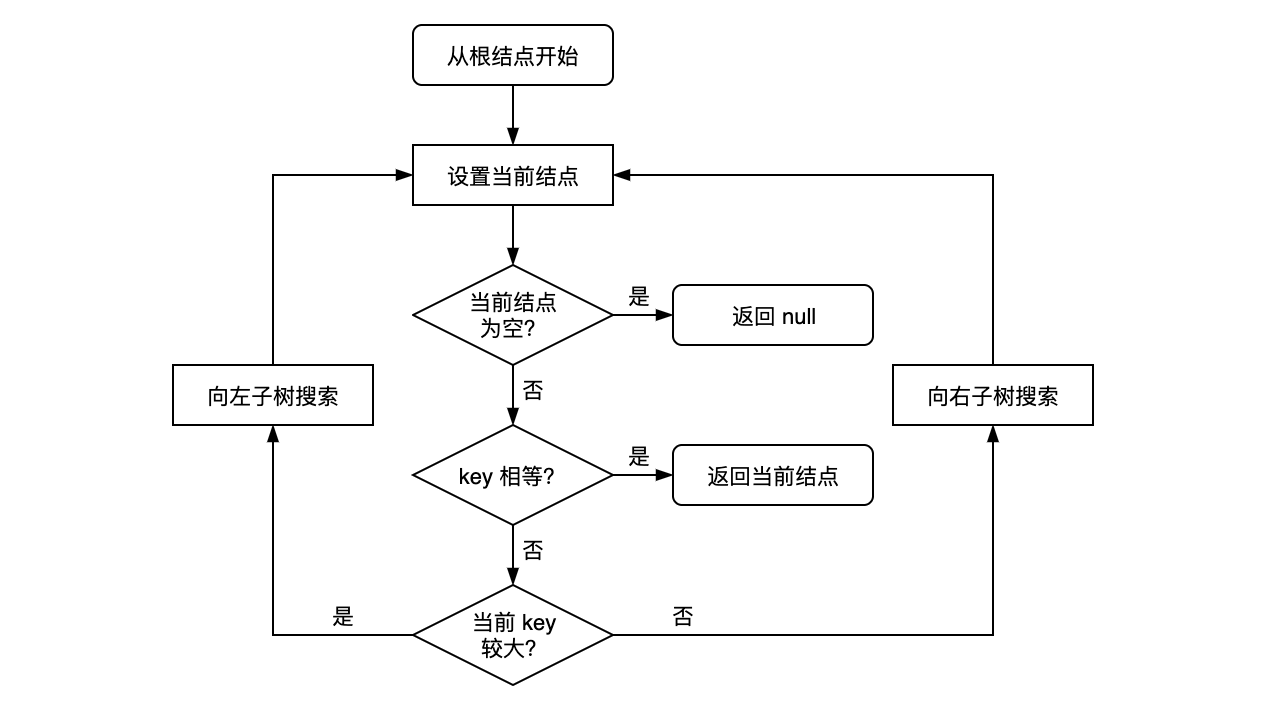 从根结点开始
设置当前结点
当前结点
为空?
是
返回 null
否
向左子树搜索
向右子树搜索
key 相等?
是
返回当前结点
否
当前 key
较大?
是
否